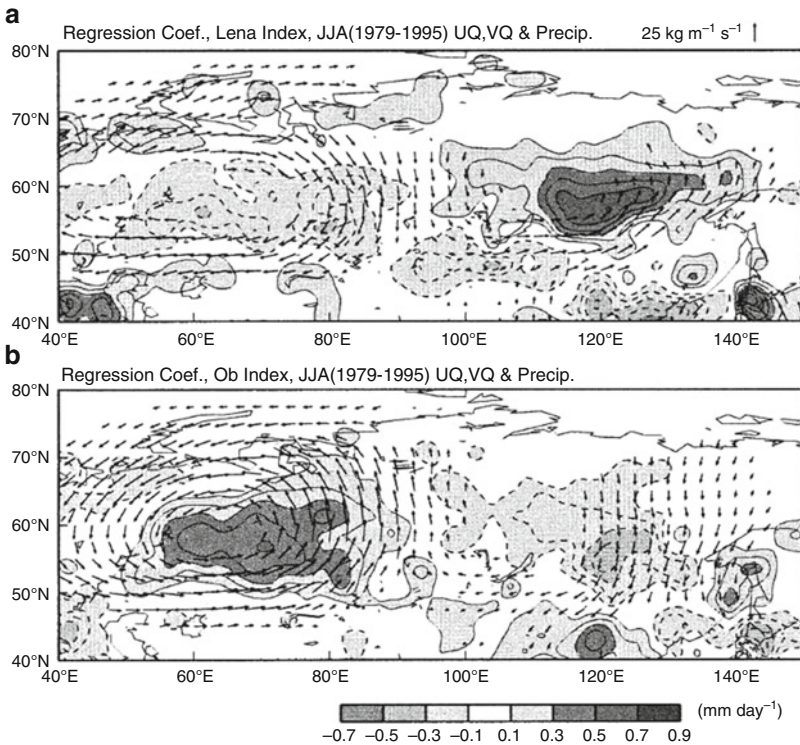 a
Regression Coef., Lena Index, JJA(1979-1995) UQ,VQ & Precip. 25 kg m⁻¹ s⁻¹
80°N
70°N
60°N
50°N
40°N
40°E 60°E 80°E 100°E 120°E 140°E
b
Regression Coef., Ob Index, JJA(1979-1995) UQ,VQ & Precip.
80°N
70°N
60°N
50°N
40°N
40°E 60°E 80°E 100°E 120°E 140°E
(mm day⁻¹)
−0.7 −0.5 −0.3 −0.1 0.1 0.3 0.5 0.7 0.9